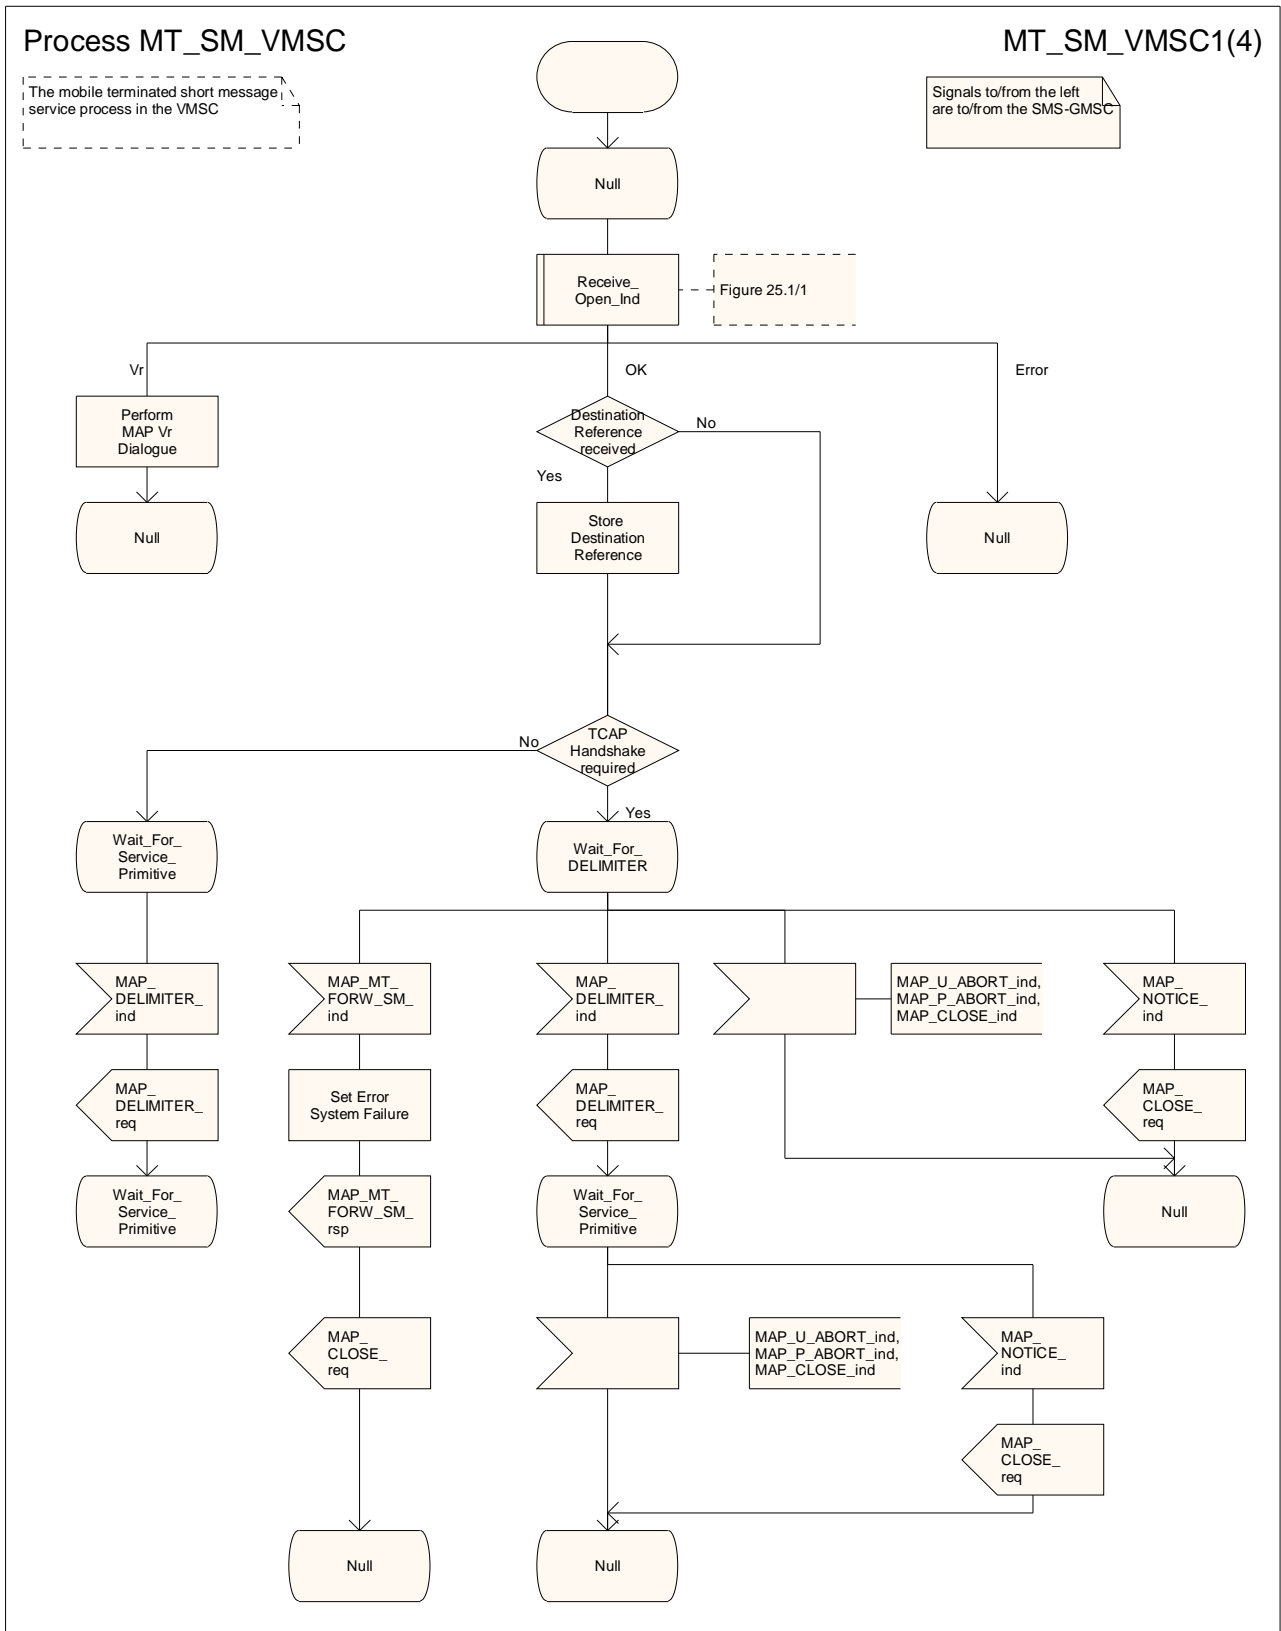 Process MT_SM_VMSC
MT_SM_VMSC1(4)
The mobile terminated short message
service process in the VMSC
Signals to/from the left
are to/from the SMS-GMSC
Null
Receive_
Open_Ind
Figure 25.1/1
Vr
OK
Error
Perform
MAP Vr
Dialogue
Destination
Reference
received
No
Yes
Null
Store
Destination
Reference
Null
TCAP
Handshake
required
No
Yes
Wait_For_
Service_
Primitive
Wait_For_
DELIMITER
MAP_
DELIMITER_
ind
MAP_MT_
FORW_SM_
ind
MAP_
DELIMITER_
ind
MAP_U_ABORT_ind,
MAP_P_ABORT_ind,
MAP_CLOSE_ind
MAP_
NOTICE_
ind
MAP_
DELIMITER_
req
Set Error
System Failure
MAP_
DELIMITER_
req
MAP_
CLOSE_
req
Wait_For_
Service_
Primitive
MAP_MT_
FORW_SM_
rsp
Wait_For_
Service_
Primitive
Null
MAP_
CLOSE_
req
MAP_U_ABORT_ind,
MAP_P_ABORT_ind,
MAP_CLOSE_ind
MAP_
NOTICE_
ind
MAP_
CLOSE_
req
Null
Null